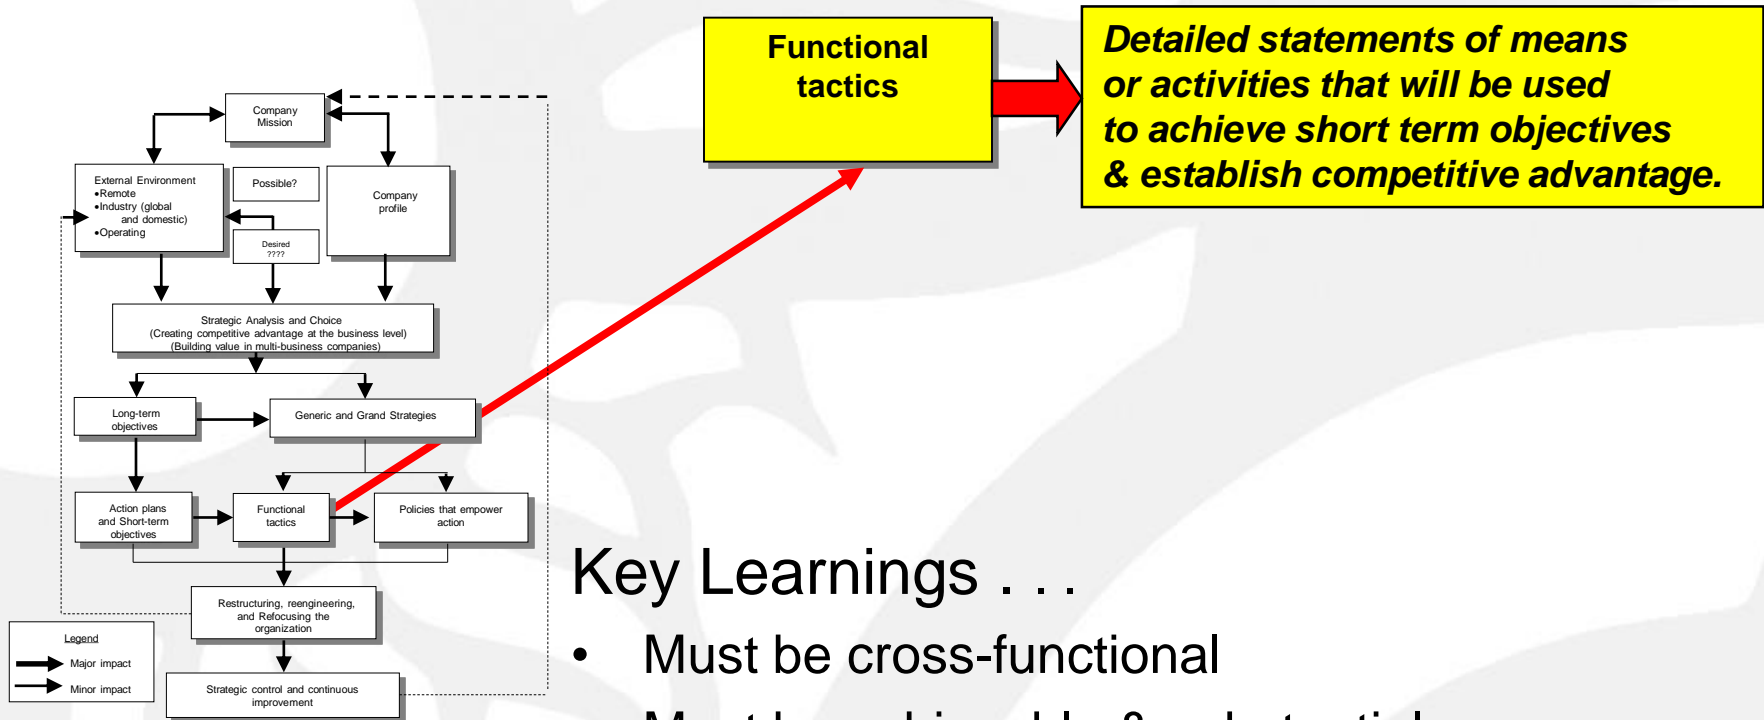 Functional
tactics
Detailed statements of means
or activities that will be used
to achieve short term objectives
& establish competitive advantage.
Company
Mission
External Environment
•Remote
•Industry (global
and domestic)
•Operating
Possible?
Company
profile
Desired
????
Strategic Analysis and Choice
(Creating competitive advantage at the business level)
(Building value in multi-business companies)
Long-term
objectives
Generic and Grand Strategies
Action plans
and Short-term
objectives
Functional
tactics
Policies that empower
action
Restructuring, reengineering,
and Refocusing the
organization
Strategic control and continuous
improvement
Legend
Major impact
Minor impact
Key Learnings . . .
• Must be cross-functional